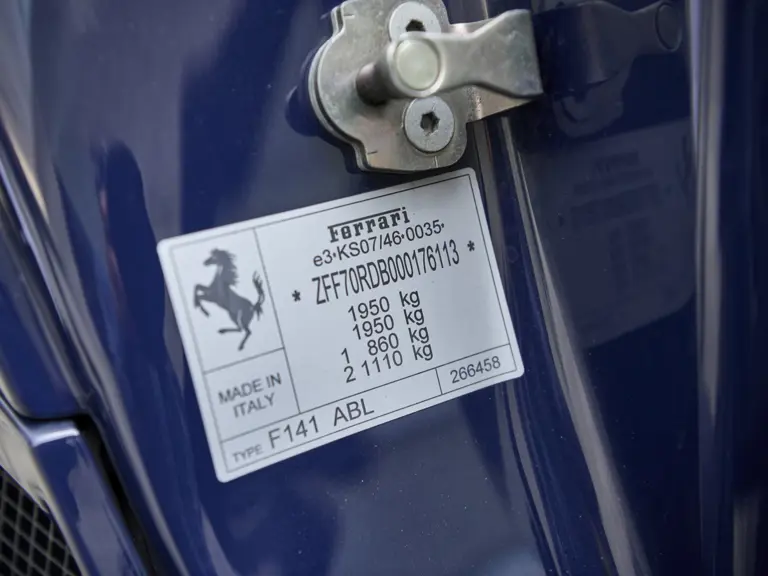 Ferrari
e3*KS07/46*0035*
* ZFF70RDB000176113 *
1950 kg
1950 kg
1 860 kg
2 1110 kg
MADE IN
ITALY
TYPE F141 ABL
266458